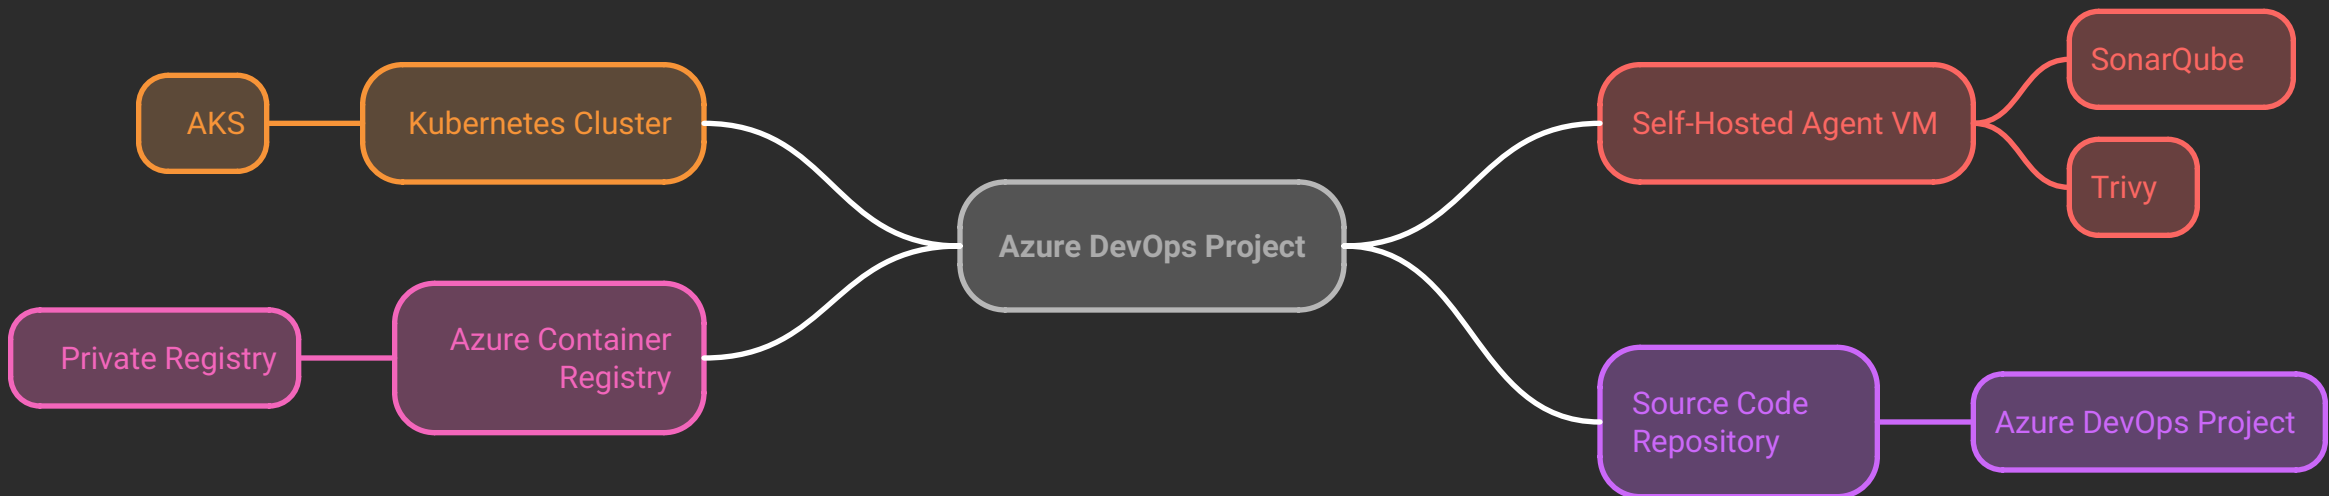 AKS
Kubernetes Cluster
Private Registry
Azure Container
Registry
Azure DevOps Project
Self-Hosted Agent VM
SonarQube
Trivy
Source Code
Repository
Azure DevOps Project